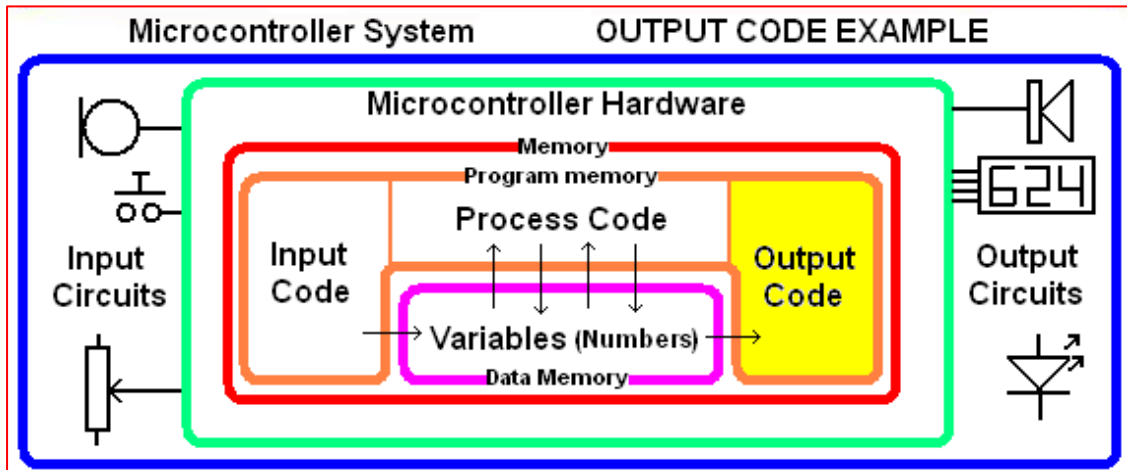 Microcontroller System OUTPUT CODE EXAMPLE
Microcontroller Hardware
Memory
Program memory
Process Code
Input
Code
Output
Code
Variables (Numbers)
Data Memory
Input
Circuits
624
Output
Circuits